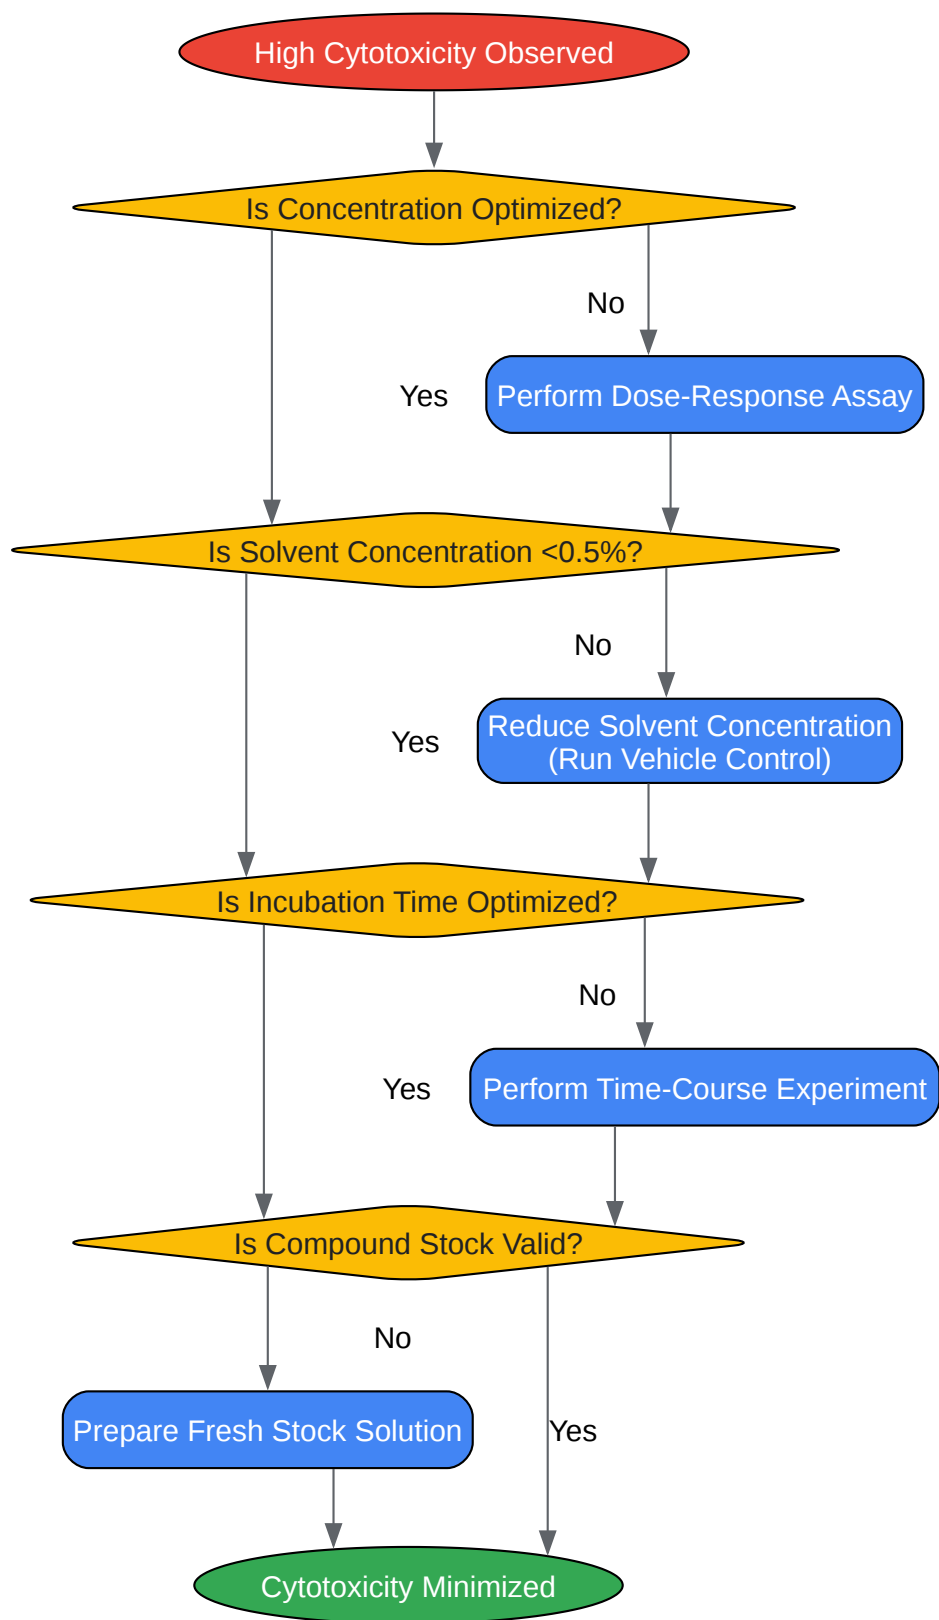 High Cytotoxicity Observed
Is Concentration Optimized?
No
Yes
Perform Dose-Response Assay
Is Solvent Concentration <0.5%?
No
Yes
Reduce Solvent Concentration
(Run Vehicle Control)
Is Incubation Time Optimized?
No
Yes
Perform Time-Course Experiment
Is Compound Stock Valid?
No
Prepare Fresh Stock Solution
Yes
Cytotoxicity Minimized